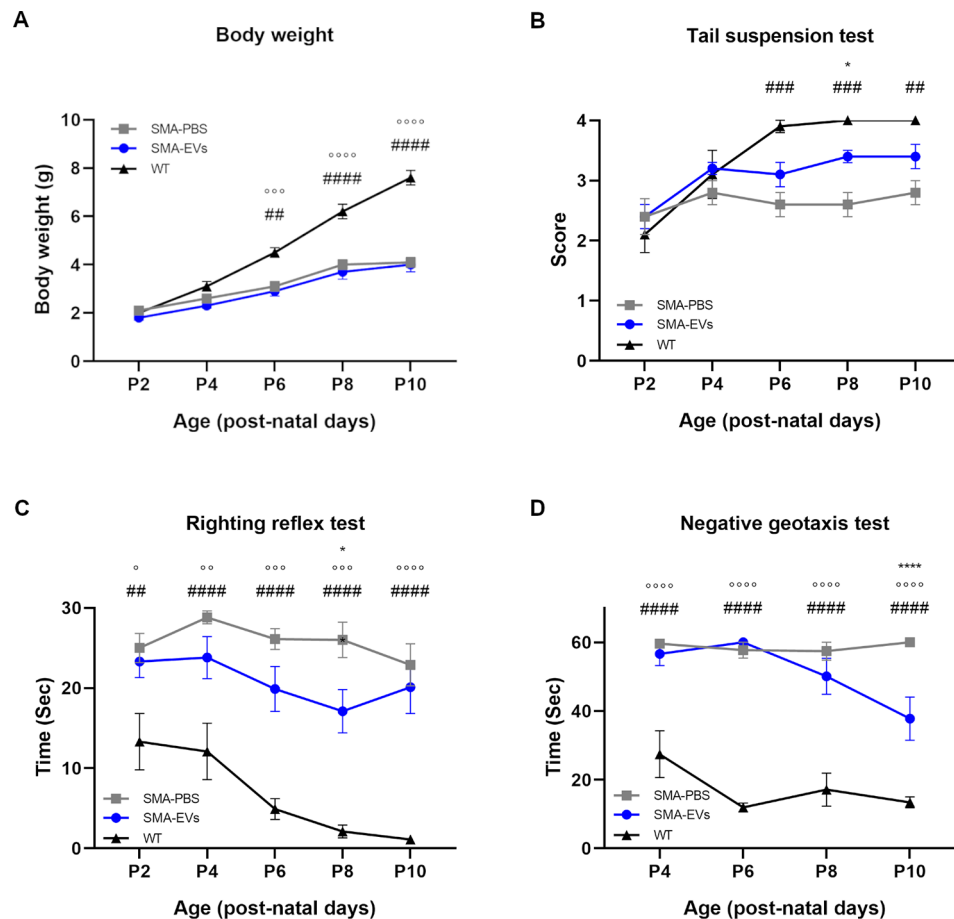 A
Body weight
SMA-PBS
SMA-EVs
WT
°°°°
####
°°°°
####
°°°
##
10
8
6
4
2
0
Body weight (g)
P2 P4 P6 P8 P10
Age (post-natal days)
B
Tail suspension test
*
### ### ##
4
3
2
1
0
Score
SMA-PBS
SMA-EVs
WT
P2 P4 P6 P8 P10
Age (post-natal days)
C
Righting reflex test
*
° °° °°° °°° °°°°
## #### #### #### ####
30
20
10
0
*
Time (Sec)
SMA-PBS
SMA-EVs
WT
P2 P4 P6 P8 P10
Age (post-natal days)
D
Negative geotaxis test
****
°°°° °°°° °°°° °°°°
#### #### #### ####
80
60
40
20
0
Time (Sec)
SMA-PBS
SMA-EVs
WT
P4 P6 P8 P10
Age (post-natal days)